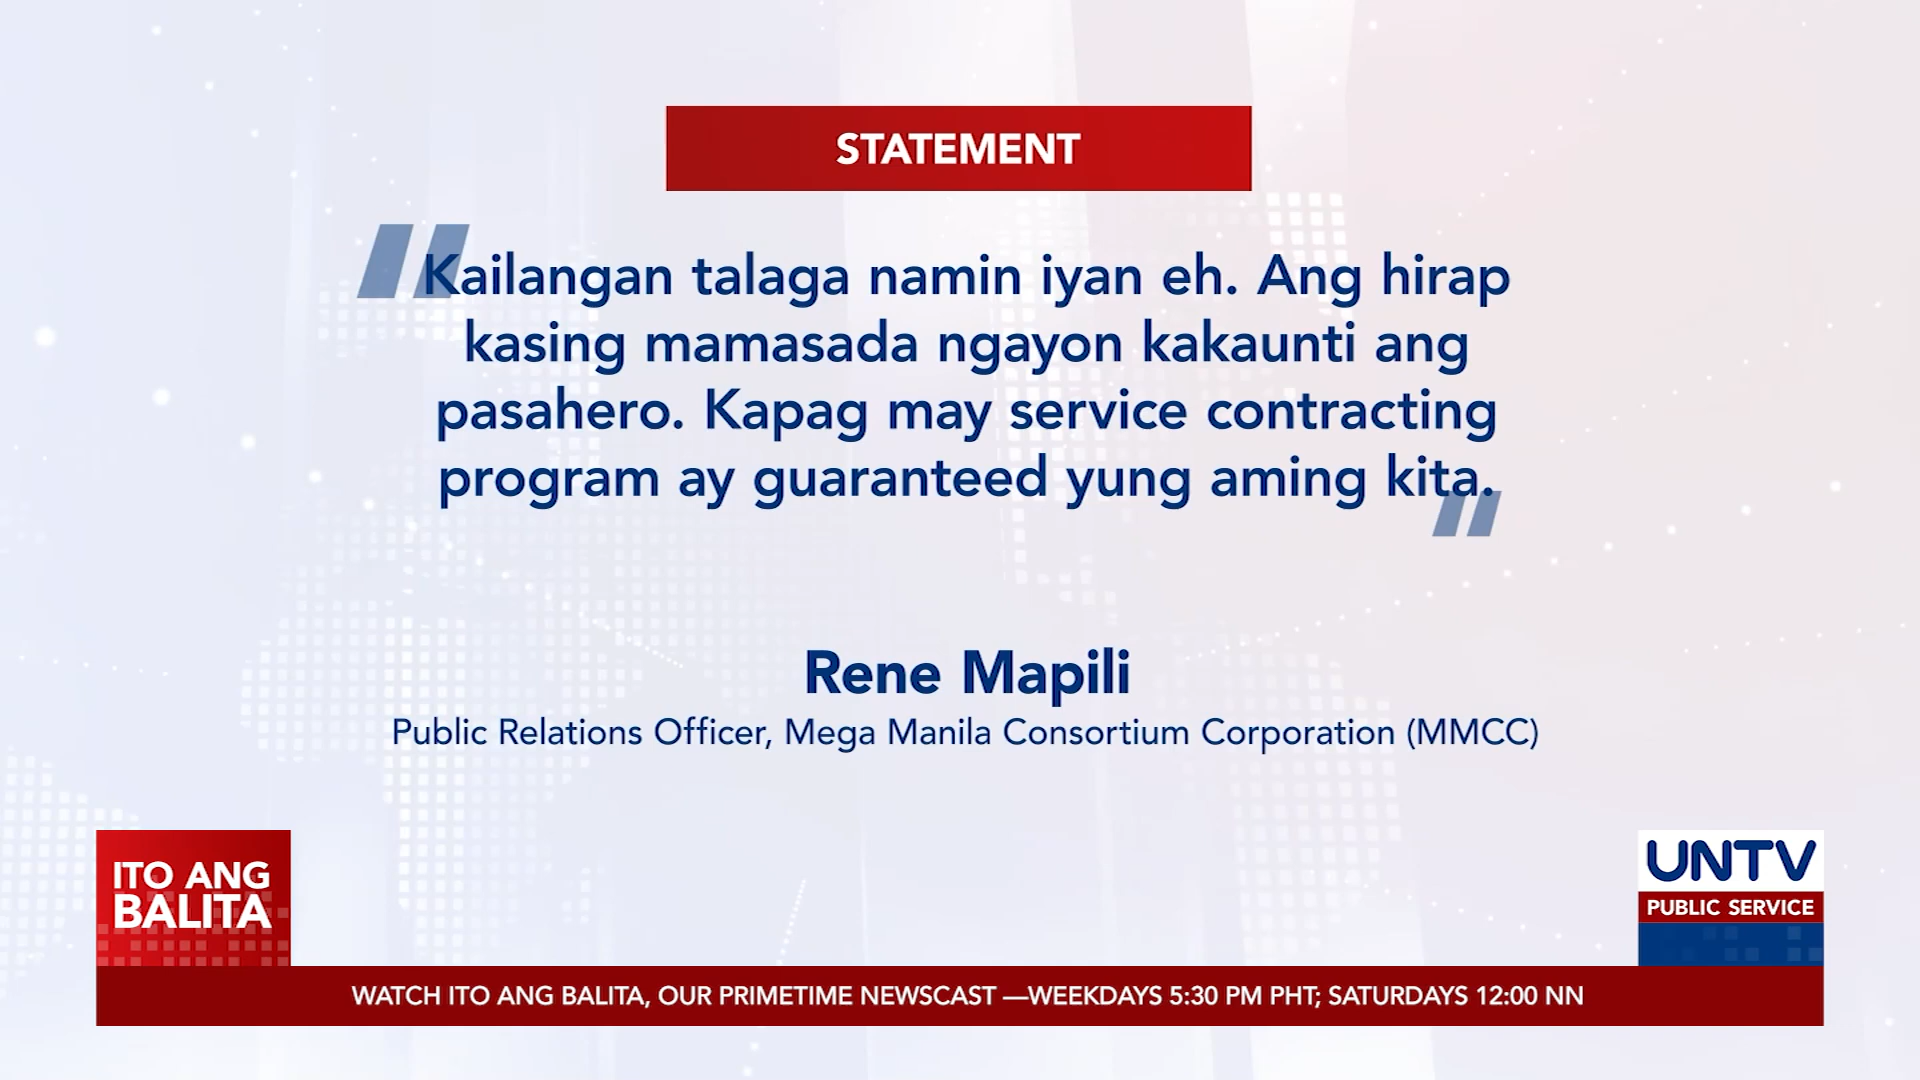 STATEMENT
Kailangan talaga namin iyan eh. Ang hirap
kasing mamasada ngayon kakaunti ang
pasahero. Kapag may service contracting
program ay guaranteed yung aming kita.
Rene Mapili
Public Relations Officer, Mega Manila Consortium Corporation (MMCC)
ITO ANG
BALITA
UNTV
PUBLIC SERVICE
WATCH ITO ANG BALITA, OUR PRIMETIME NEWSCAST —WEEKDAYS 5:30 PM PHT; SATURDAYS 12:00 NN